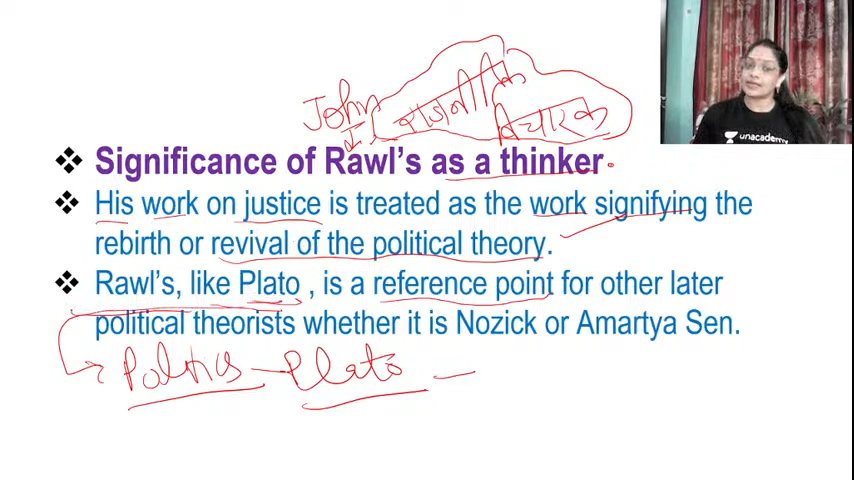 John राजनीतिक
विचारक
unacademy
❖ Significance of Rawl's as a thinker
❖ His work on justice is treated as the work signifying the
rebirth or revival of the political theory.
❖ Rawl's, like Plato , is a reference point for other later
political theorists whether it is Nozick or Amartya Sen.
Politics - Plato -